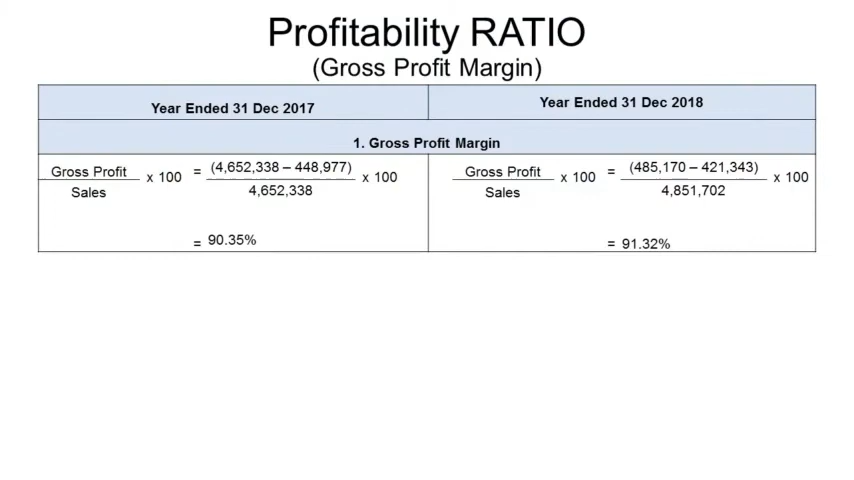 Profitability RATIO
(Gross Profit Margin)
Year Ended 31 Dec 2017
Year Ended 31 Dec 2018
1. Gross Profit Margin
Gross Profit
Sales
x 100
=
(4,652,338 – 448,977)
4,652,338
x 100
= 90.35%
Gross Profit
Sales
x 100
=
(485,170 – 421,343)
4,851,702
x 100
= 91.32%